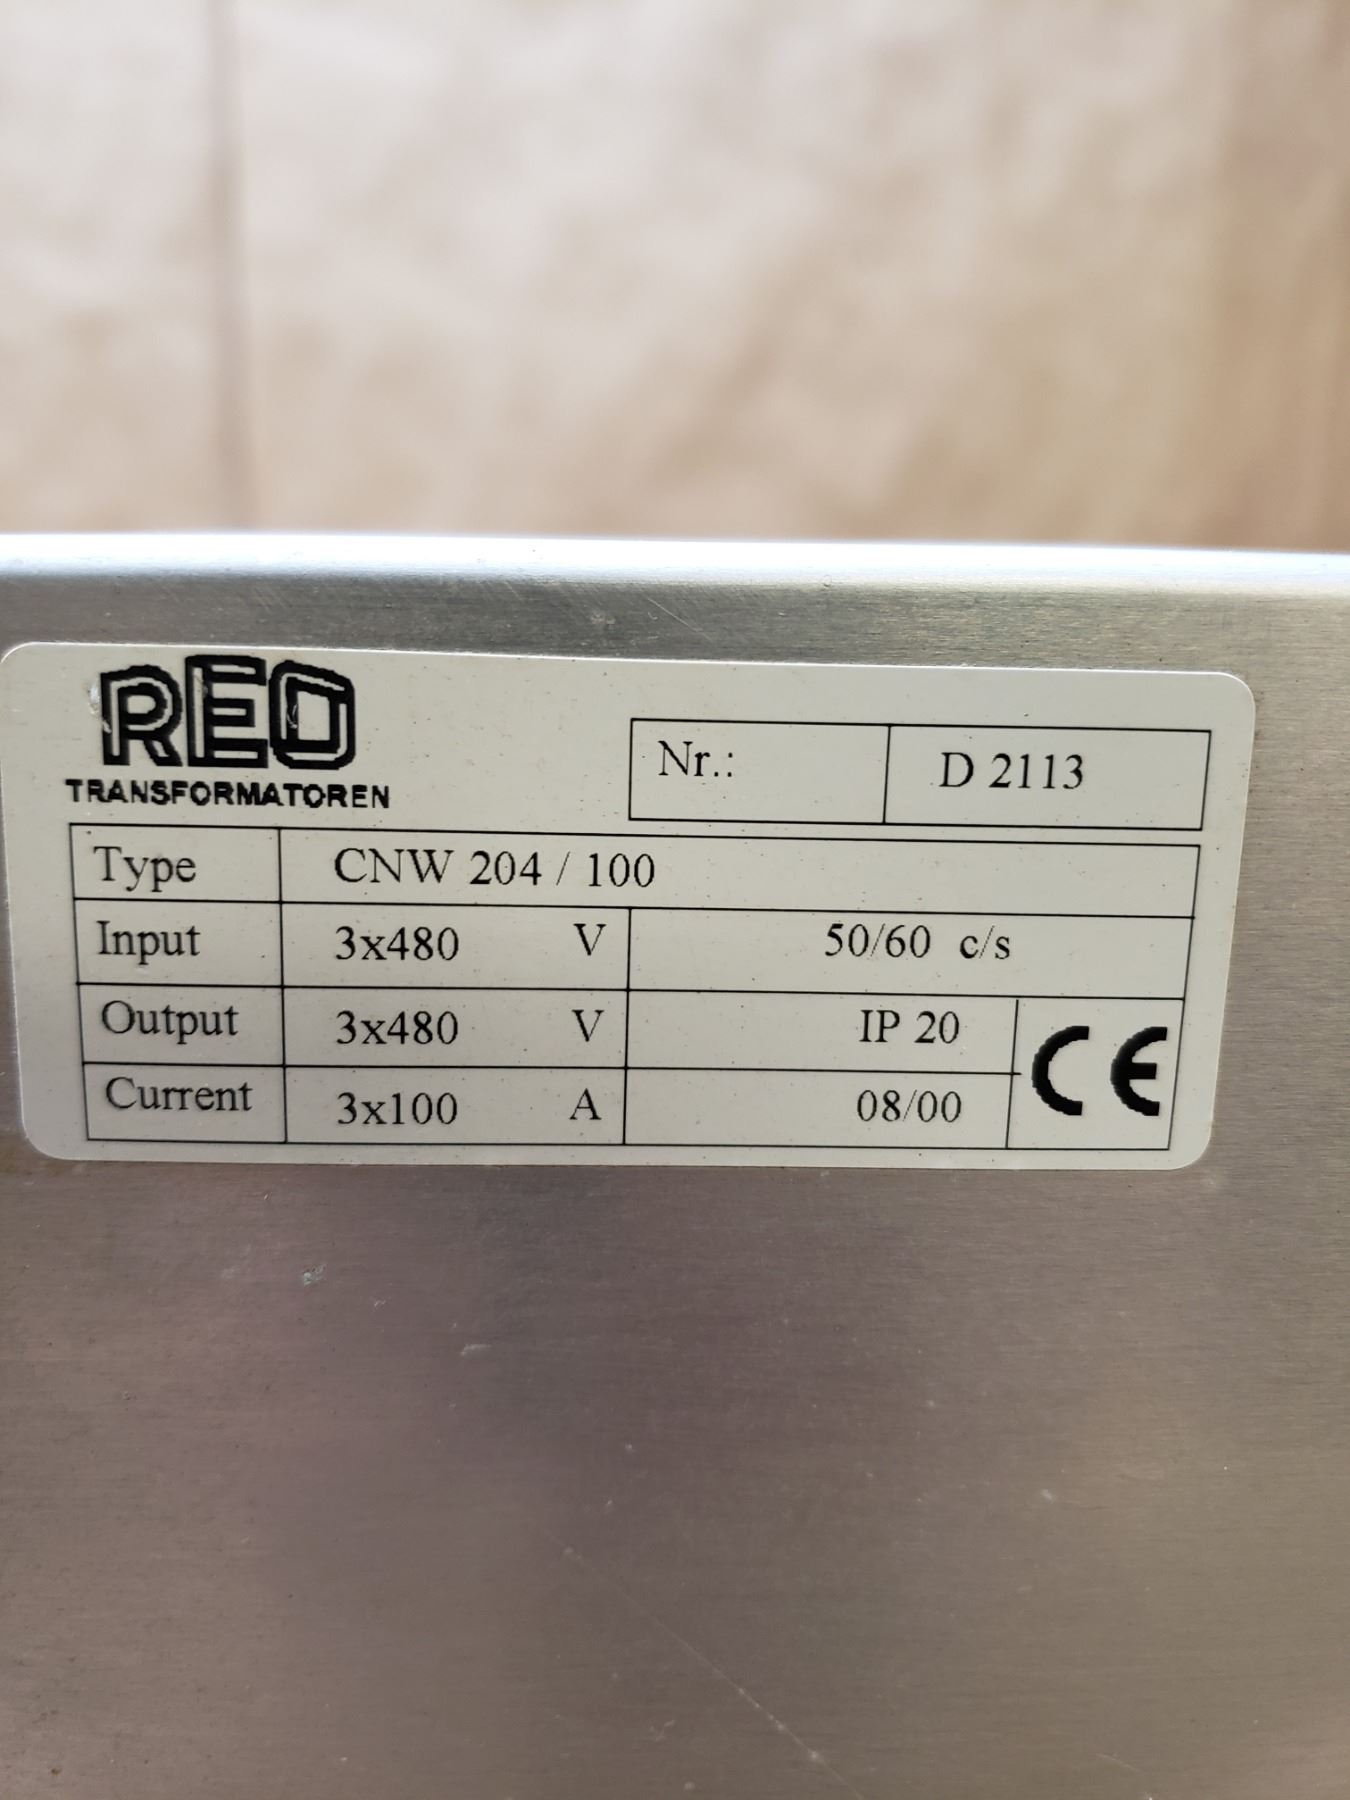 REO
TRANSFORMATOREN
Nr.: D 2113
Type CNW 204 / 100
Input 3x480 V 50/60 c/s
Output 3x480 V IP 20
Current 3x100 A 08/00
CE